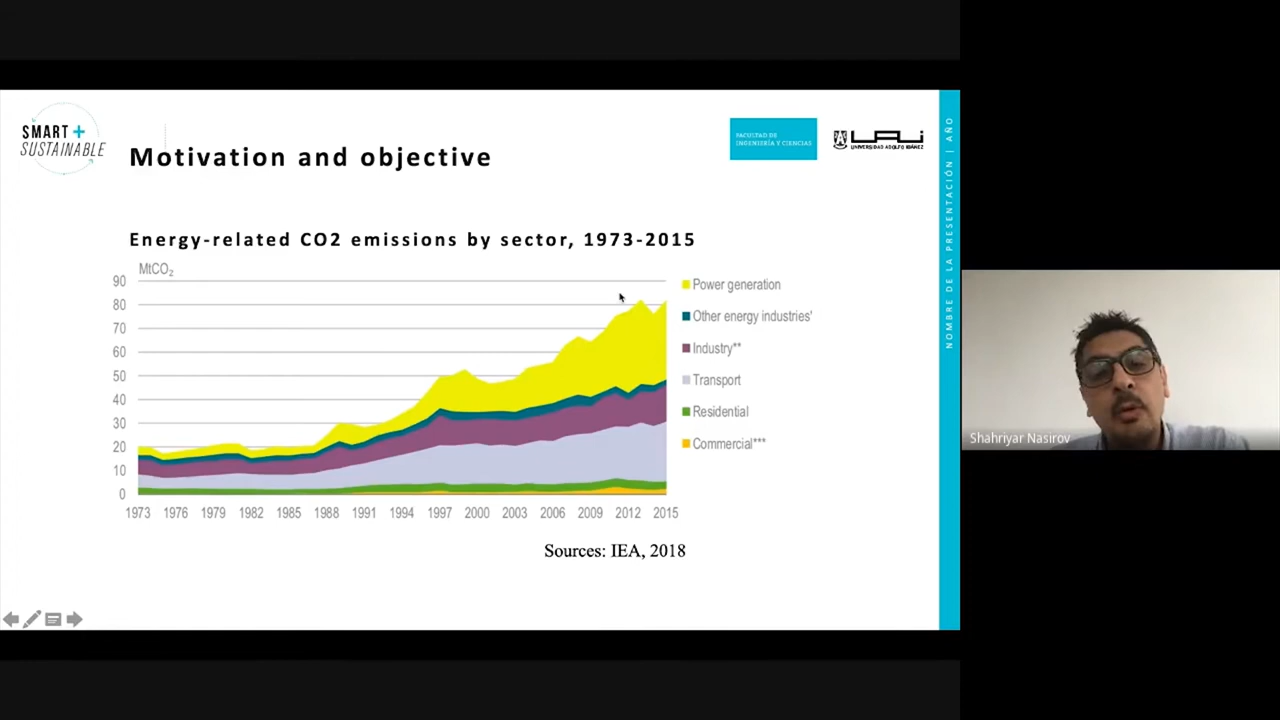 SMART +
SUSTAINABLE
Motivation and objective
FACULTAD DE
INGENIERÍA Y CIENCIAS
UAI
UNIVERSIDAD ADOLFO IBÁÑEZ
NOMBRE DE LA PRESENTACIÓN | AÑO
Energy-related CO2 emissions by sector, 1973-2015
MtCO₂
90
80
70
60
50
40
30
20
10
0
1973 1976 1979 1982 1985 1988 1991 1994 1997 2000 2003 2006 2009 2012 2015
Power generation
Other energy industries'
Industry**
Transport
Residential
Commercial***
Sources: IEA, 2018
Shahriyar Nasirov